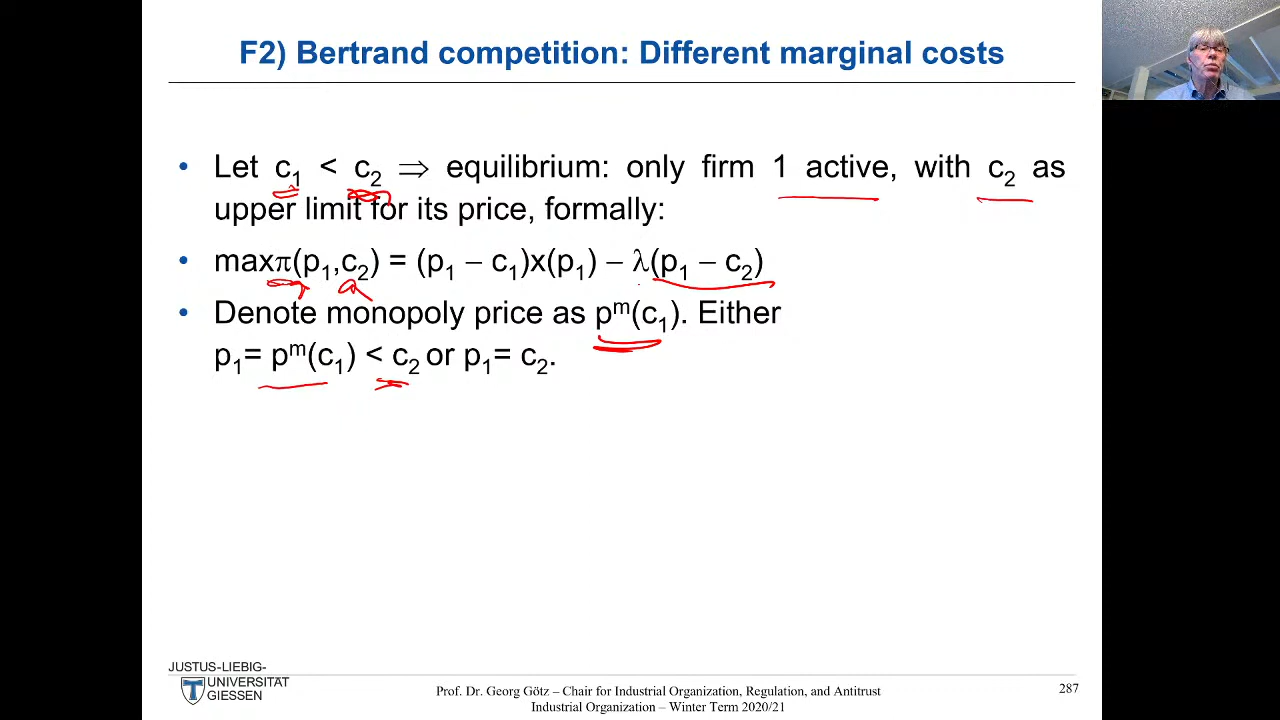 F2) Bertrand competition: Different marginal costs
• Let c₁ < c₂ ⇒ equilibrium: only firm 1 active, with c₂ as
upper limit for its price, formally:
• maxπ(p₁,c₂) = (p₁ − c₁)x(p₁) − λ(p₁ − c₂)
• Denote monopoly price as pᵐ(c₁). Either
p₁= pᵐ(c₁) < c₂ or p₁= c₂.
JUSTUS-LIEBIG-
UNIVERSITAT
GIESSEN
Prof. Dr. Georg Götz – Chair for Industrial Organization, Regulation, and Antitrust
Industrial Organization – Winter Term 2020/21
287